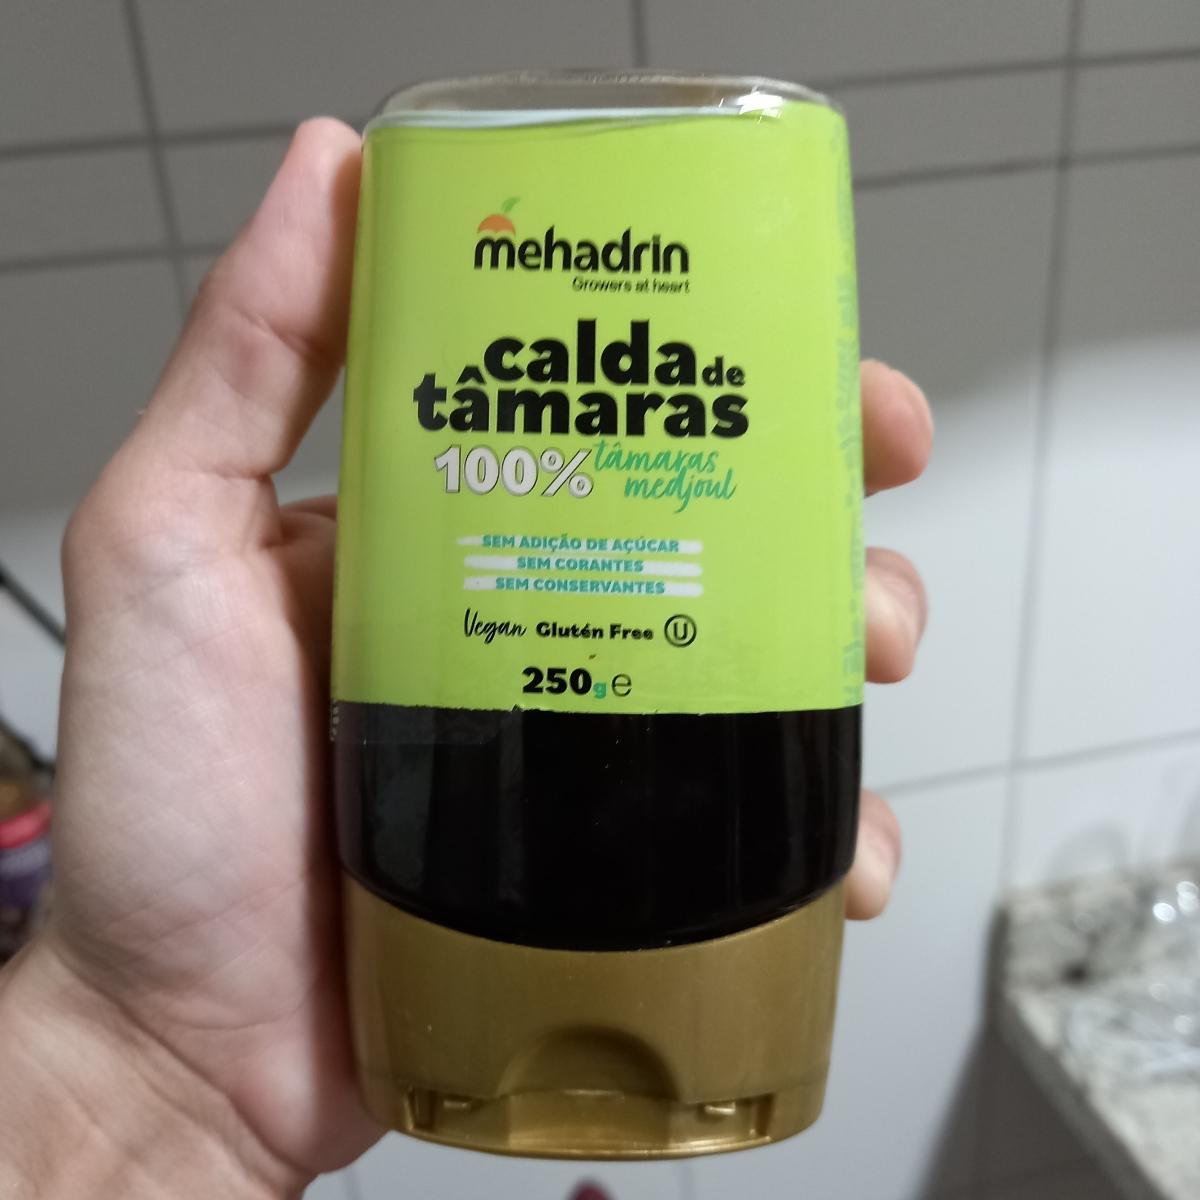 mehadrin
Growers at heart
calda de
tâmaras
100% tâmaras
medjoul
SEM ADIÇÃO DE AÇÚCAR
SEM CORANTES
SEM CONSERVANTES
Vegan Glutén Free U
250g e